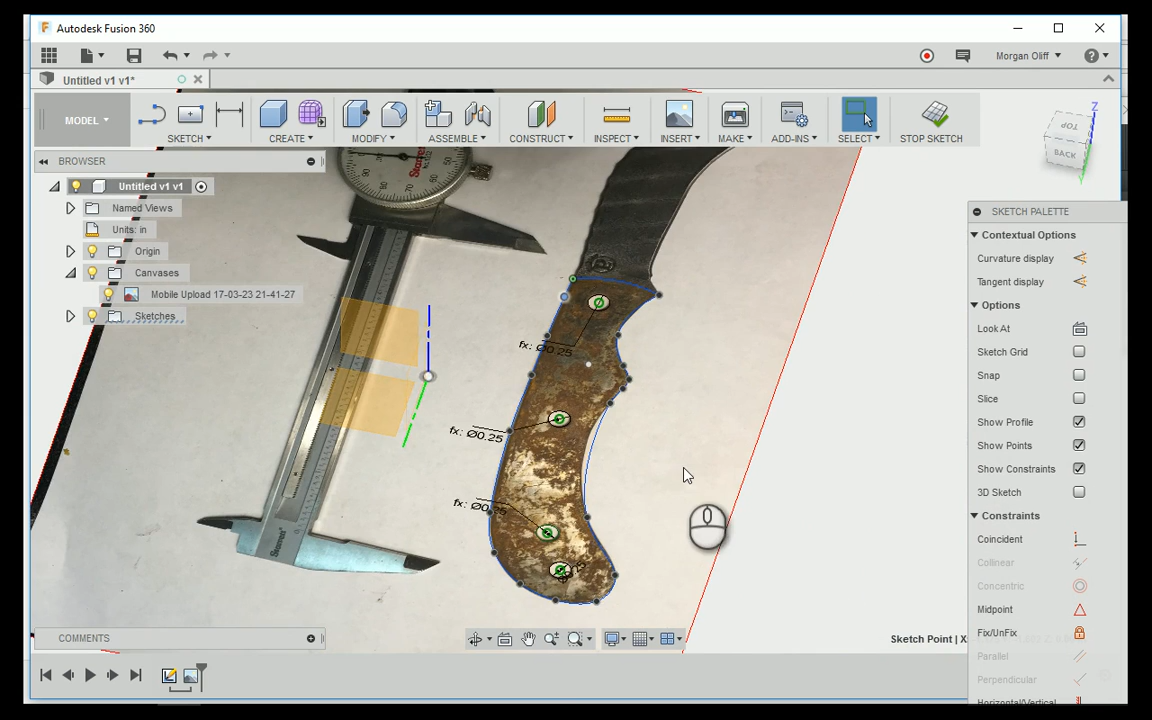 Autodesk Fusion 360
Morgan Oliff
Untitled v1 v1*
MODEL
SKETCH
CREATE
MODIFY
ASSEMBLE
CONSTRUCT
INSPECT
INSERT
MAKE
ADD-INS
SELECT
STOP SKETCH
TOP
BACK
Z
Y
BROWSER
Untitled v1 v1
Named Views
Units: in
Origin
Canvases
Mobile Upload 17-03-23 21-41-27
Sketches
Starrett
fx: Ø0.25
fx: Ø0.25
fx: Ø0.25
SKETCH PALETTE
Contextual Options
Curvature display
Tangent display
Options
Look At
Sketch Grid
Snap
Slice
Show Profile
Show Points
Show Constraints
3D Sketch
Constraints
Coincident
Collinear
Concentric
Midpoint
Fix/UnFix
Parallel
Perpendicular
Horizontal/Vertical
COMMENTS
Sketch Point | X